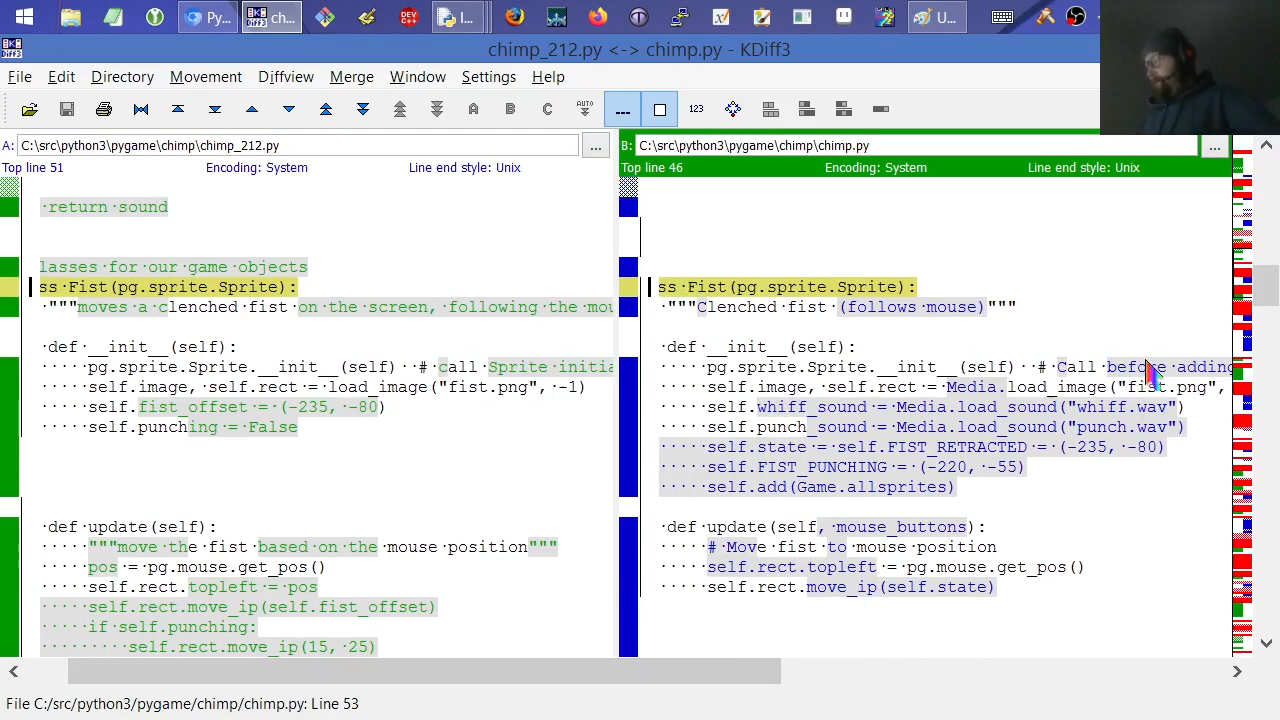 Py...
ch...
DEV C++
I...
U...
KDiff3
chimp_212.py <-> chimp.py - KDiff3
File Edit Directory Movement Diffview Merge Window Settings Help
A B C AUTO 123
A: C:\src\python3\pygame\chimp\chimp_212.py ...
Top line 51 Encoding: System Line end style: Unix
return sound
lasses for our game objects
ss Fist(pg.sprite.Sprite):
"""moves a clenched fist on the screen, following the mou
def __init__(self):
pg.sprite.Sprite.__init__(self) # call Sprite initia
self.image, self.rect = load_image("fist.png", -1)
self.fist_offset = (-235, -80)
self.punching = False
def update(self):
"""move the fist based on the mouse position"""
pos = pg.mouse.get_pos()
self.rect.topleft = pos
self.rect.move_ip(self.fist_offset)
if self.punching:
self.rect.move_ip(15, 25)
B: C:\src\python3\pygame\chimp\chimp.py ...
Top line 46 Encoding: System Line end style: Unix
ss Fist(pg.sprite.Sprite):
"""Clenched fist (follows mouse)"""
def __init__(self):
pg.sprite.Sprite.__init__(self) # Call before adding
self.image, self.rect = Media.load_image("fist.png",
self.whiff_sound = Media.load_sound("whiff.wav")
self.punch_sound = Media.load_sound("punch.wav")
self.state = self.FIST_RETRACTED = (-235, -80)
self.FIST_PUNCHING = (-220, -55)
self.add(Game.allsprites)
def update(self, mouse_buttons):
# Move fist to mouse position
self.rect.topleft = pg.mouse.get_pos()
self.rect.move_ip(self.state)
File C:/src/python3/pygame/chimp/chimp.py: Line 53